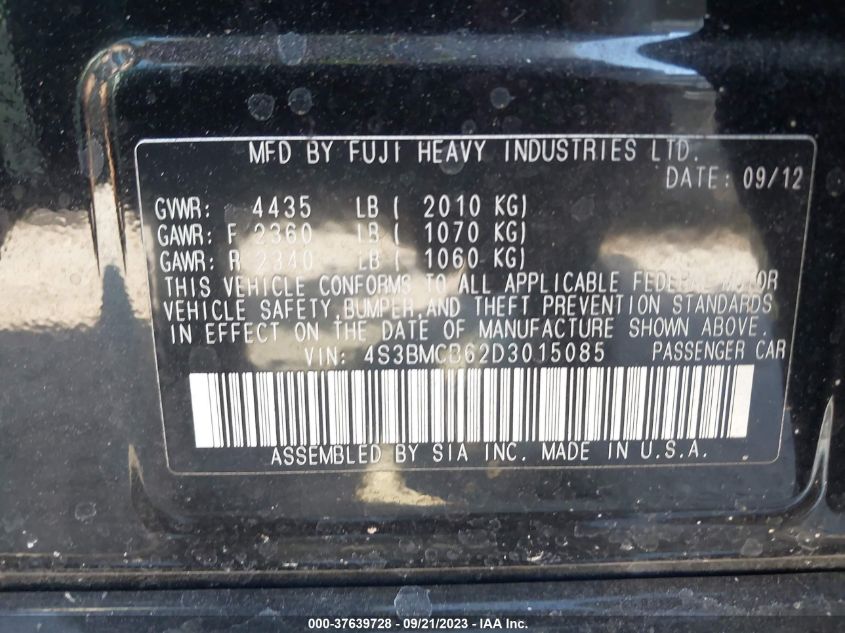 MFD BY FUJI HEAVY INDUSTRIES LTD.
DATE: 09/12
GVWR: 4435 LB ( 2010 KG)
GAWR: F 2360 LB ( 1070 KG)
GAWR: R 2340 LB ( 1060 KG)
THIS VEHICLE CONFORMS TO ALL APPLICABLE FEDERAL MOTOR
VEHICLE SAFETY,BUMPER,AND THEFT PREVENTION STANDARDS
IN EFFECT ON THE DATE OF MANUFACTURE SHOWN ABOVE.
VIN: 4S3BMCB62D3015085 PASSENGER CAR
ASSEMBLED BY SIA INC. MADE IN U.S.A.
000-37639728 - 09/21/2023 - 1000682527.